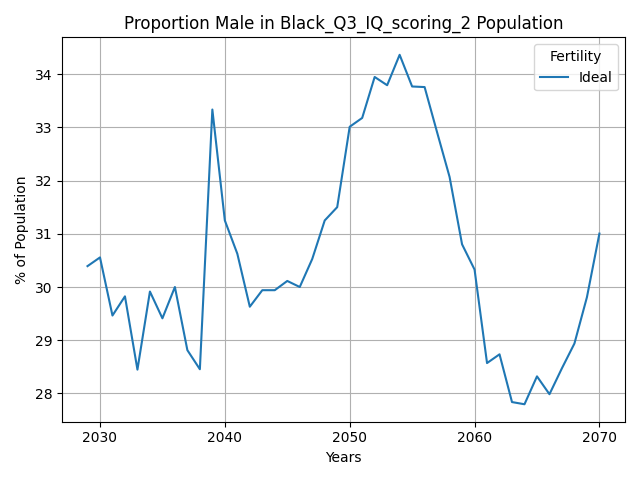 Proportion Male in Black_Q3_IQ_scoring_2 Population
Fertility
Ideal
% of Population
34
33
32
31
30
29
28
2030 2040 2050 2060 2070
Years